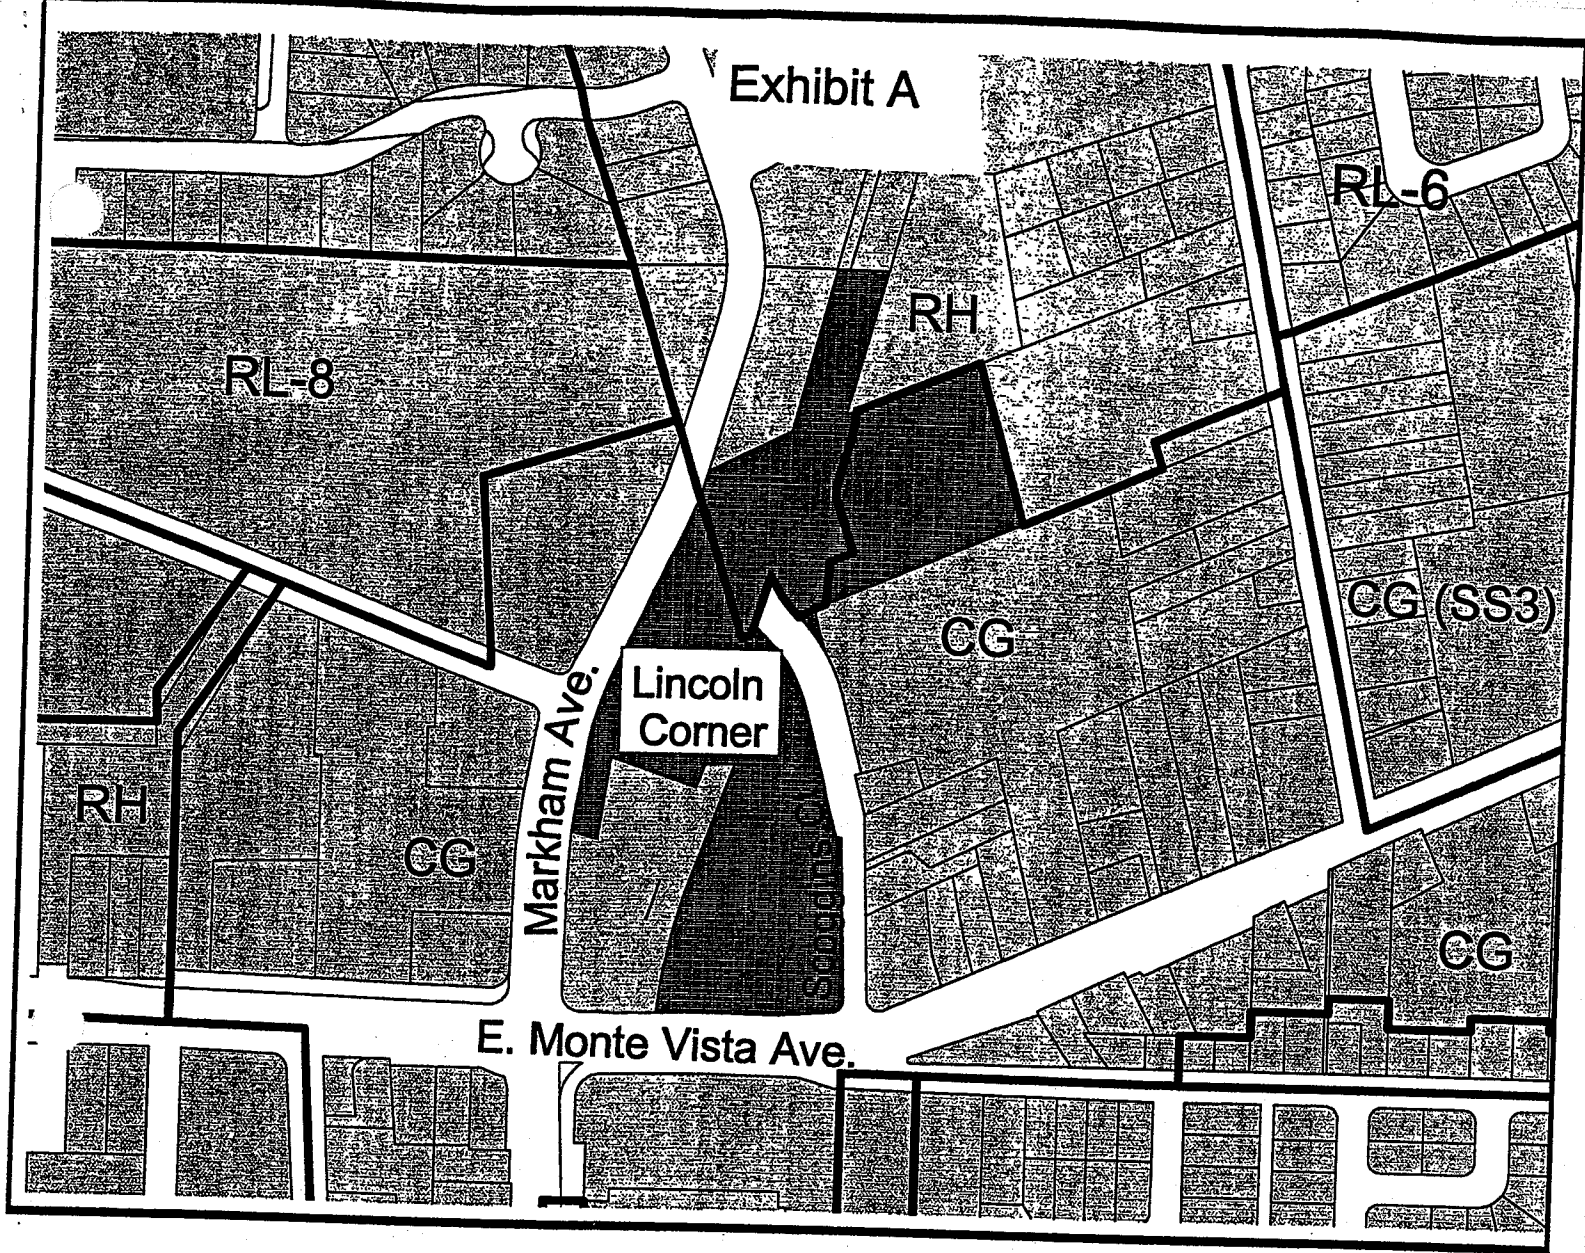 Exhibit A
RL-6
RH
RL-8
CG (SS3)
CG
Lincoln
Corner
Markham Ave.
RH
CG
CG
E. Monte Vista Ave.